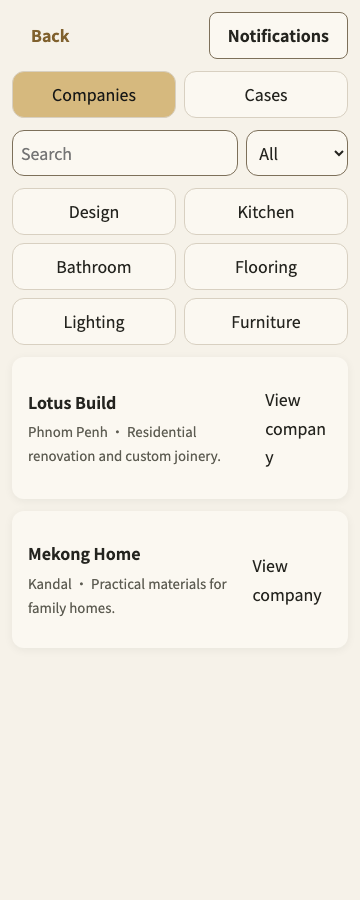 Back
Notifications
Companies
Cases
Search
All
Design
Kitchen
Bathroom
Flooring
Lighting
Furniture
Lotus Build
Phnom Penh • Residential
renovation and custom joinery.
View
compan
y
Mekong Home
Kandal • Practical materials for
family homes.
View
company